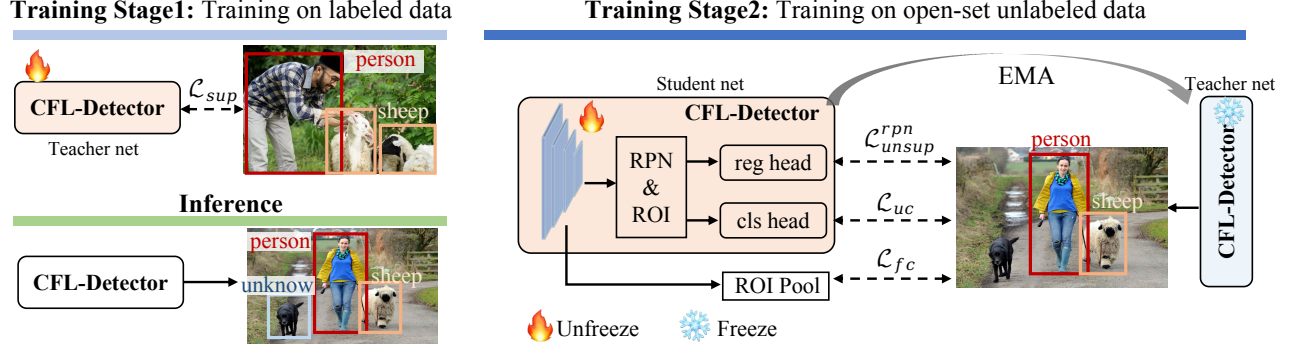 Training Stage1: Training on labeled data
CFL-Detector
Teacher net
ℒ_sup
person
sheep
Inference
CFL-Detector
person
unknow
sheep
Training Stage2: Training on open-set unlabeled data
Student net
CFL-Detector
RPN
&
ROI
reg head
cls head
ROI Pool
EMA
ℒ^{rpn}_{unsup}
ℒ_uc
ℒ_fc
person
sheep
Teacher net
CFL-Detector
Unfreeze
Freeze